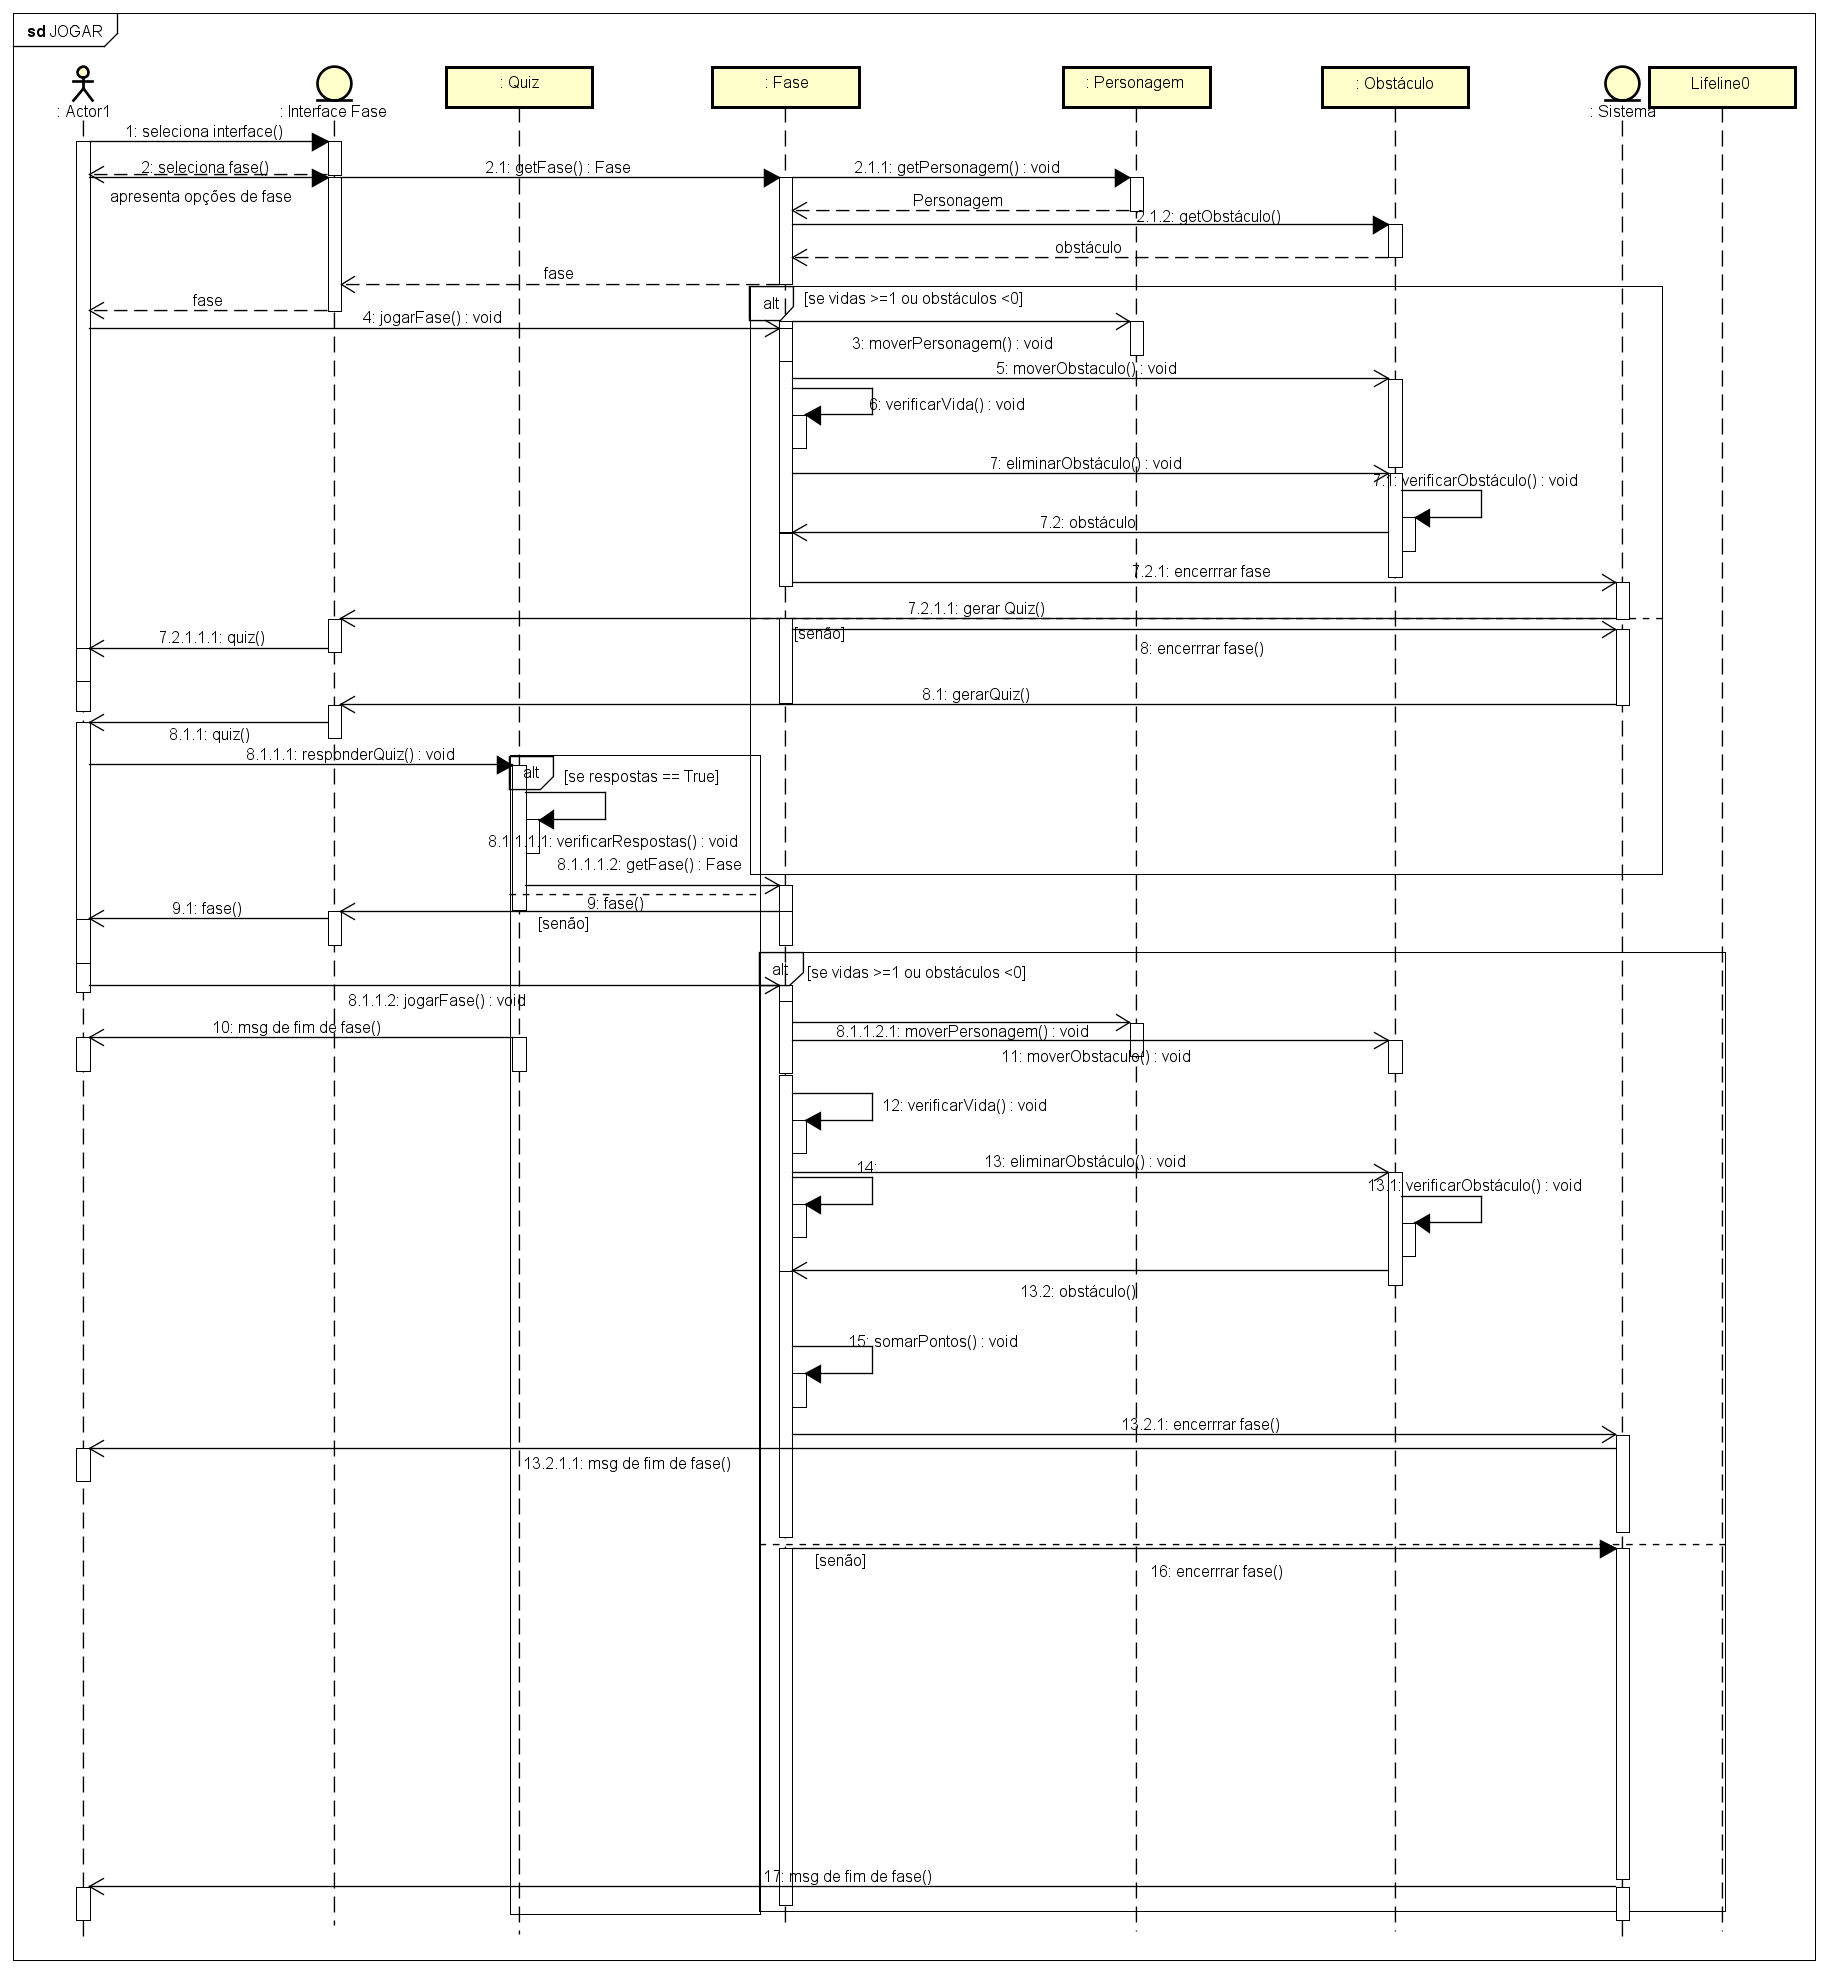 sd JOGAR
: Actor1
: Interface Fase
: Quiz
: Fase
: Personagem
: Obstáculo
: Sistema
Lifeline0
1: seleciona interface()
2: seleciona fase()
2.1: getFase() : Fase
2.1.1: getPersonagem() : void
apresenta opções de fase
Personagem
2.1.2: getObstáculo()
obstáculo
fase
fase
alt
[se vidas >=1 ou obstáculos <0]
4: jogarFase() : void
3: moverPersonagem() : void
5: moverObstaculo() : void
6: verificarVida() : void
7: eliminarObstáculo() : void
7.1: verificarObstáculo() : void
7.2: obstáculo
7.2.1: encerrrar fase
7.2.1.1: gerar Quiz()
7.2.1.1.1: quiz()
[senão]
8: encerrrar fase()
8.1: gerarQuiz()
8.1.1: quiz()
8.1.1.1: responderQuiz() : void
alt
[se respostas == True]
8.1.1.1.1: verificarRespostas() : void
8.1.1.1.2: getFase() : Fase
9: fase()
9.1: fase()
[senão]
alt
[se vidas >=1 ou obstáculos <0]
8.1.1.2: jogarFase() : void
10: msg de fim de fase()
8.1.1.2.1: moverPersonagem() : void
11: moverObstaculo() : void
12: verificarVida() : void
13: eliminarObstáculo() : void
14:
13.1: verificarObstáculo() : void
13.2: obstáculo()
15: somarPontos() : void
13.2.1: encerrrar fase()
13.2.1.1: msg de fim de fase()
[senão]
16: encerrrar fase()
17: msg de fim de fase()